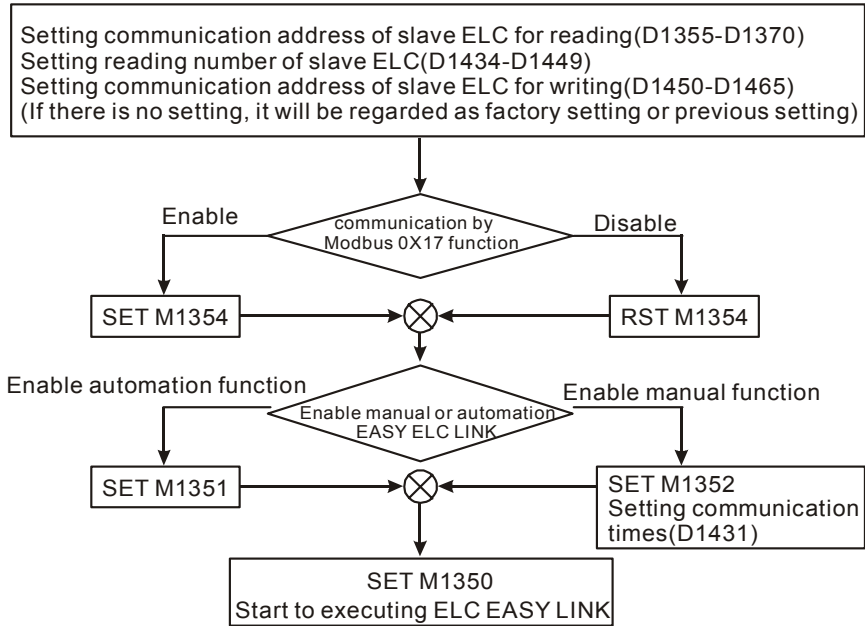 Setting communication address of slave ELC for reading(D1355-D1370)
Setting reading number of slave ELC(D1434-D1449)
Setting communication address of slave ELC for writing(D1450-D1465)
(If there is no setting, it will be regarded as factory setting or previous setting)
Enable
communication by
Modbus 0X17 function
Disable
SET M1354
RST M1354
Enable automation function
Enable manual or automation
EASY ELC LINK
Enable manual function
SET M1351
SET M1352
Setting communication
times(D1431)
SET M1350
Start to executing ELC EASY LINK